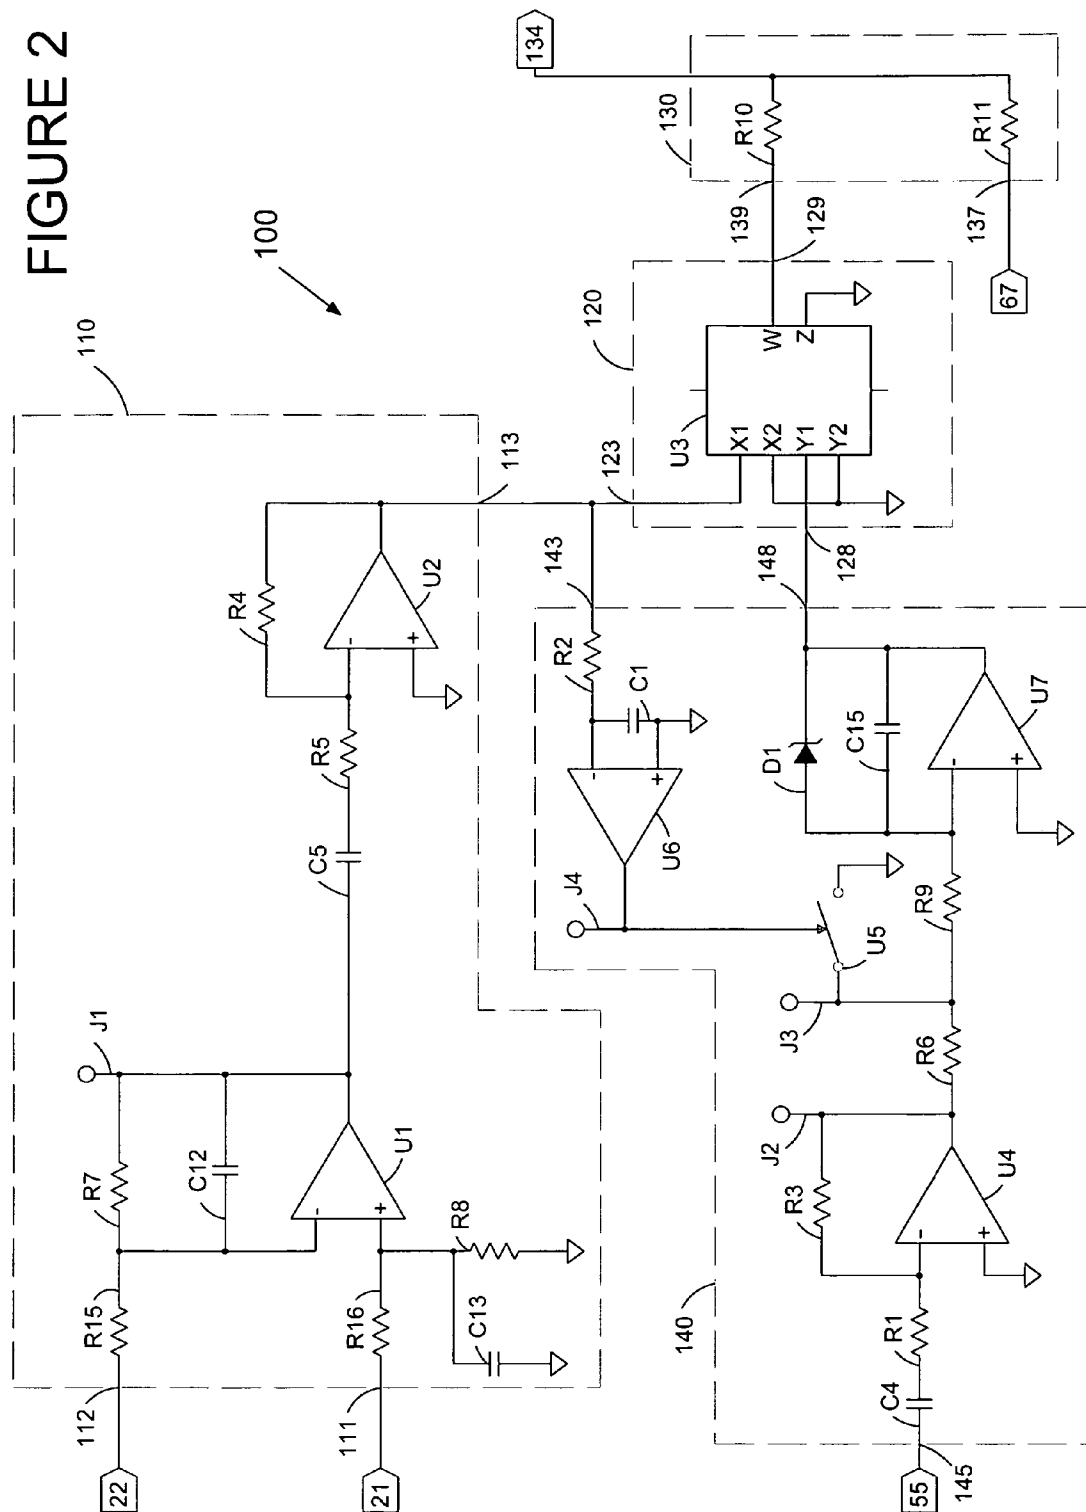 FIGURE 2
100
110
J1
R7
C12
R15
112
22
U1
R16
111
21
R8
C13
C5
R5
R4
U2
-
+
-
+
113
123
143
R2
C1
-
+
U6
J4
U5
J3
R6
R9
J2
R3
U4
-
+
R1
C4
145
55
140
D1
C15
U7
-
+
148
128
120
U3
X1
X2
Y1
Y2
W
Z
129
139
130
R10
R11
137
67
134